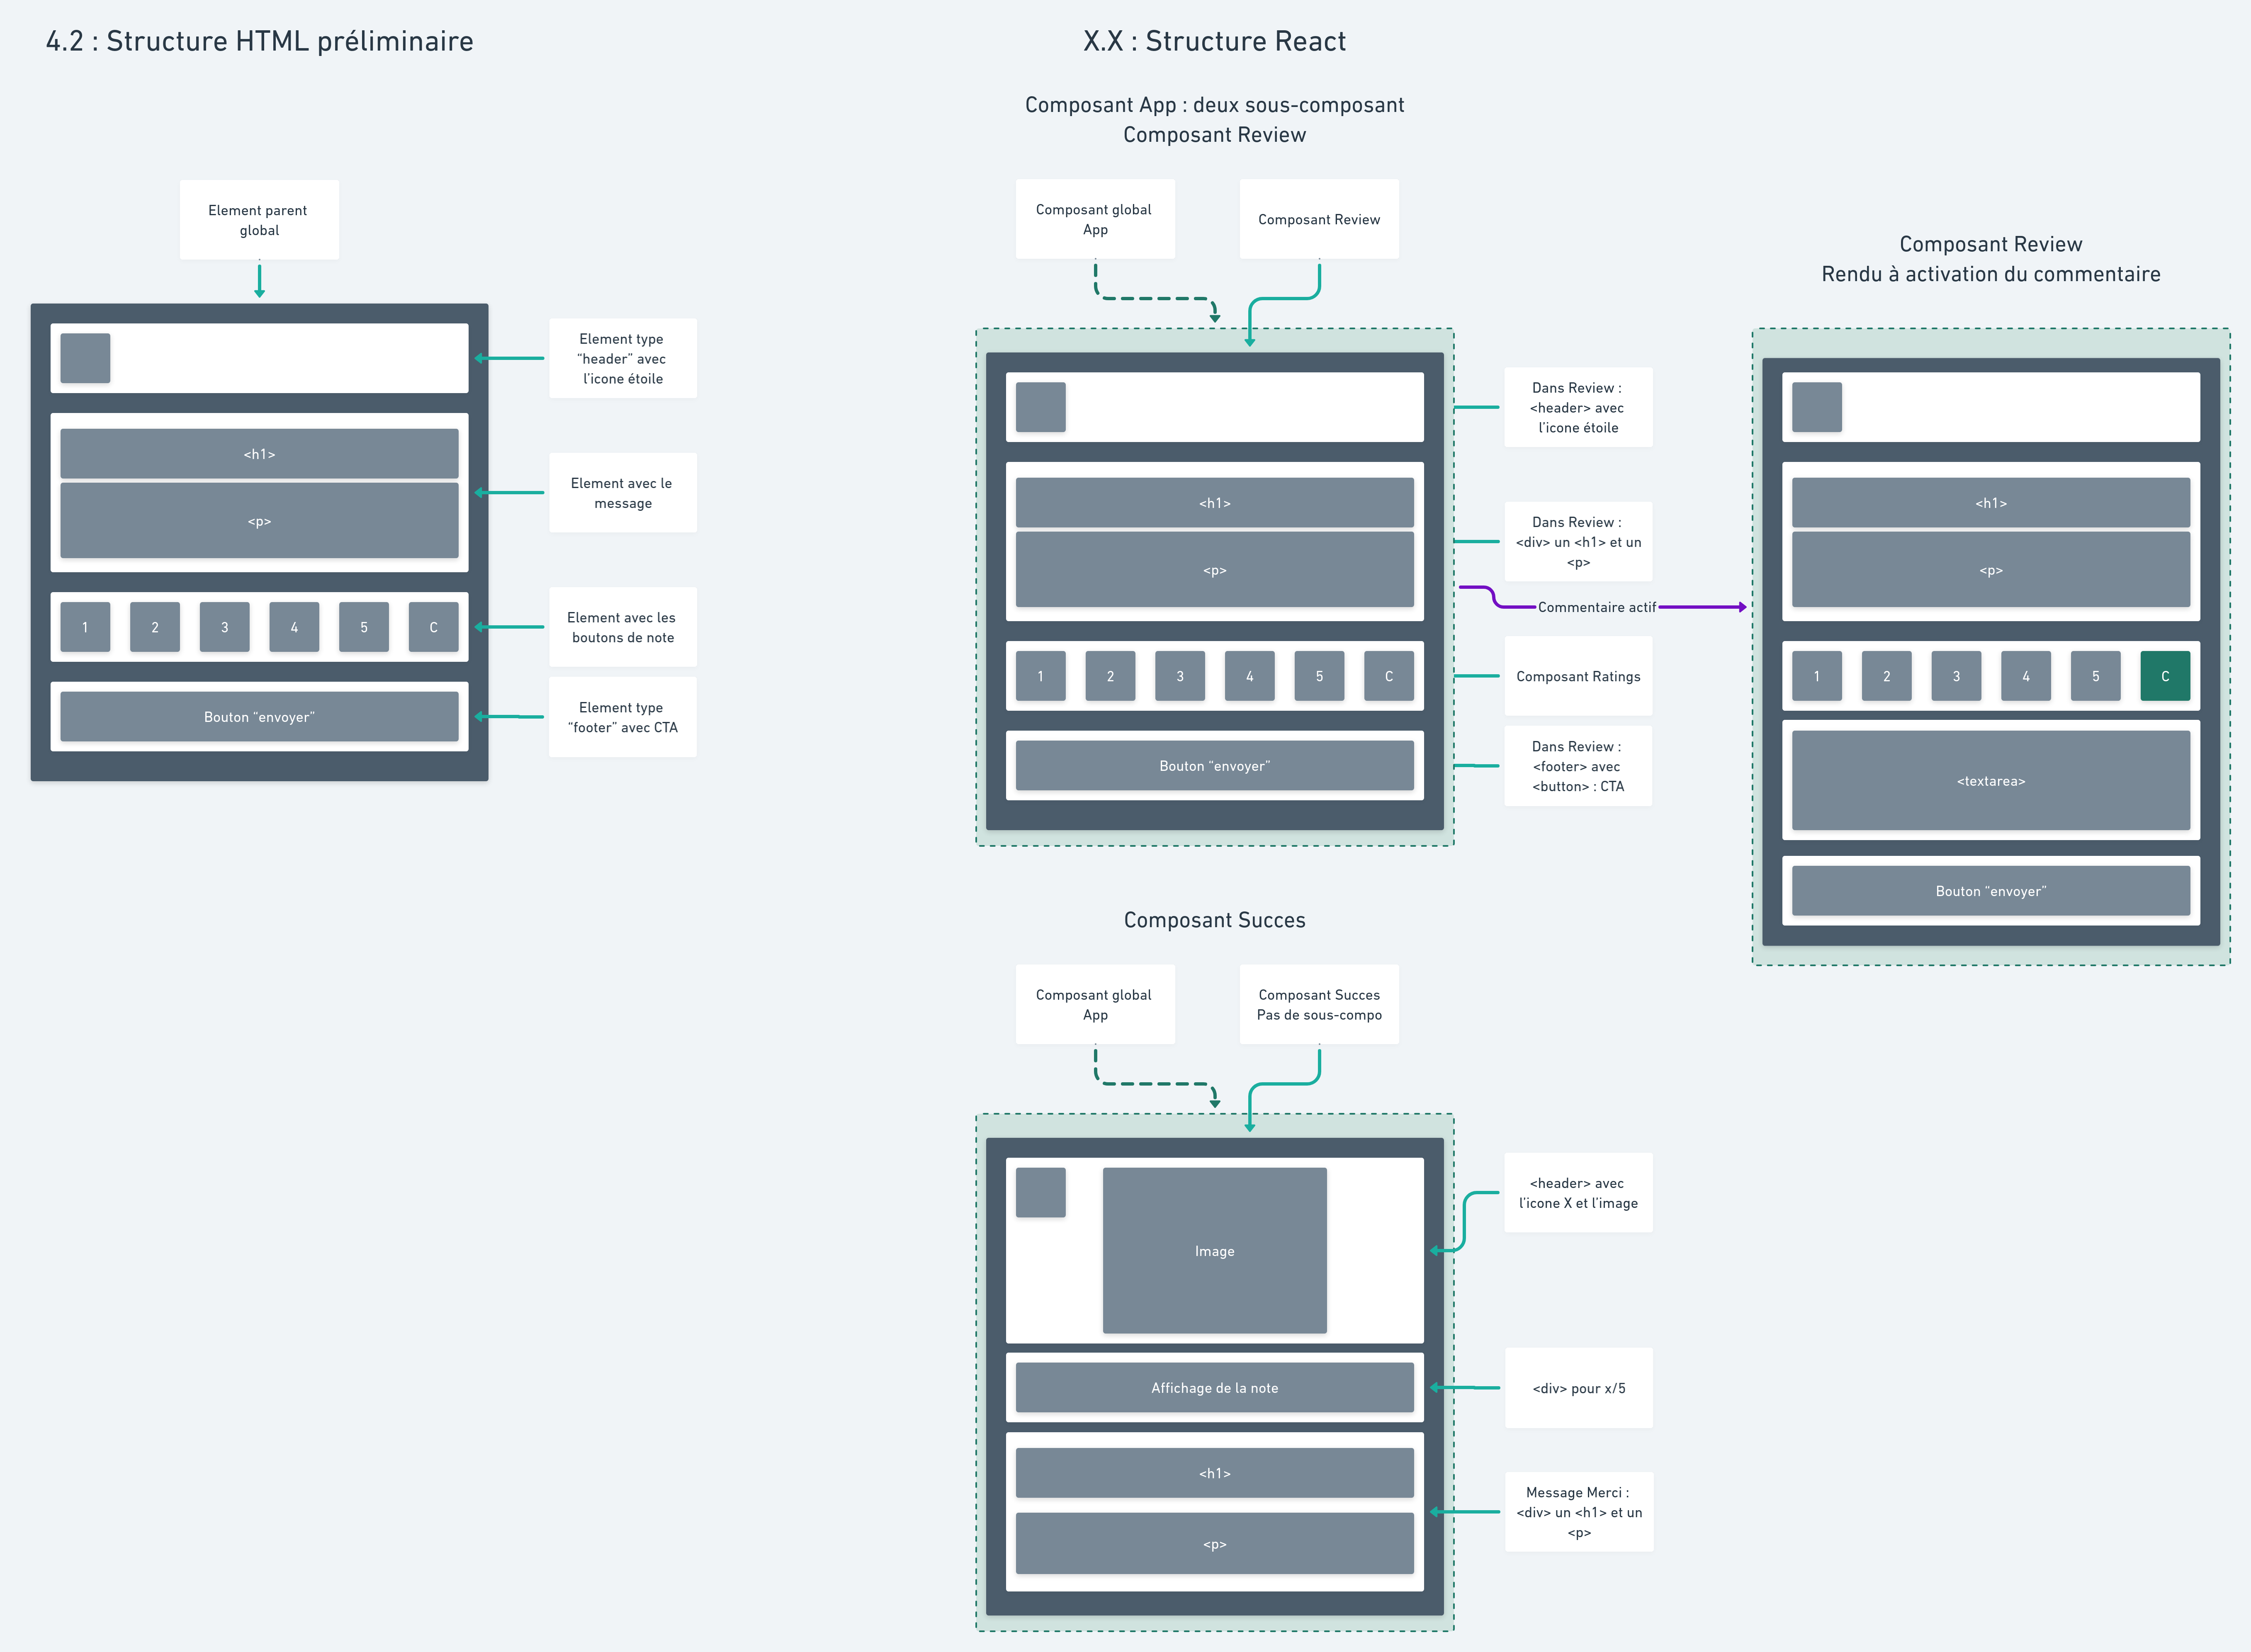 4.2 : Structure HTML préliminaire
Element parent
global
Element type
“header” avec
l’icone étoile
<h1>
<p>
Element avec le
message
1
2
3
4
5
C
Element avec les
boutons de note
Bouton “envoyer”
Element type
“footer” avec CTA
X.X : Structure React
Composant App : deux sous-composant
Composant Review
Composant global
App
Composant Review
Dans Review :
<header> avec
l’icone étoile
<h1>
<p>
Dans Review :
<div> un <h1> et un
<p>
Commentaire actif
1
2
3
4
5
C
Composant Ratings
Bouton “envoyer”
Dans Review :
<footer> avec
<button> : CTA
Composant Review
Rendu à activation du commentaire
<h1>
<p>
1
2
3
4
5
C
<textarea>
Bouton “envoyer”
Composant Succes
Composant global
App
Composant Succes
Pas de sous-compo
Image
<header> avec
l’icone X et l’image
Affichage de la note
<div> pour x/5
<h1>
<p>
Message Merci :
<div> un <h1> et un
<p>